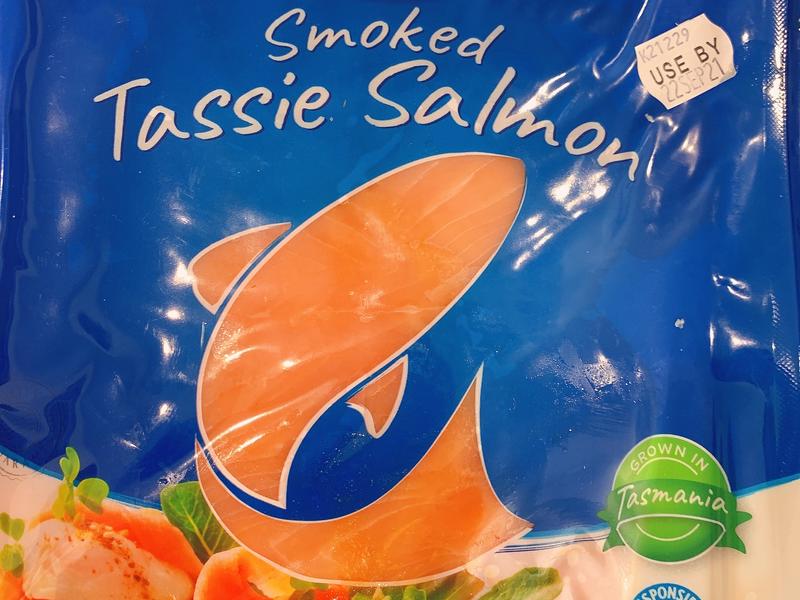 Smoked
Tassie Salmon
K21229
USE BY
22SEP21
GROWN IN
Tasmania